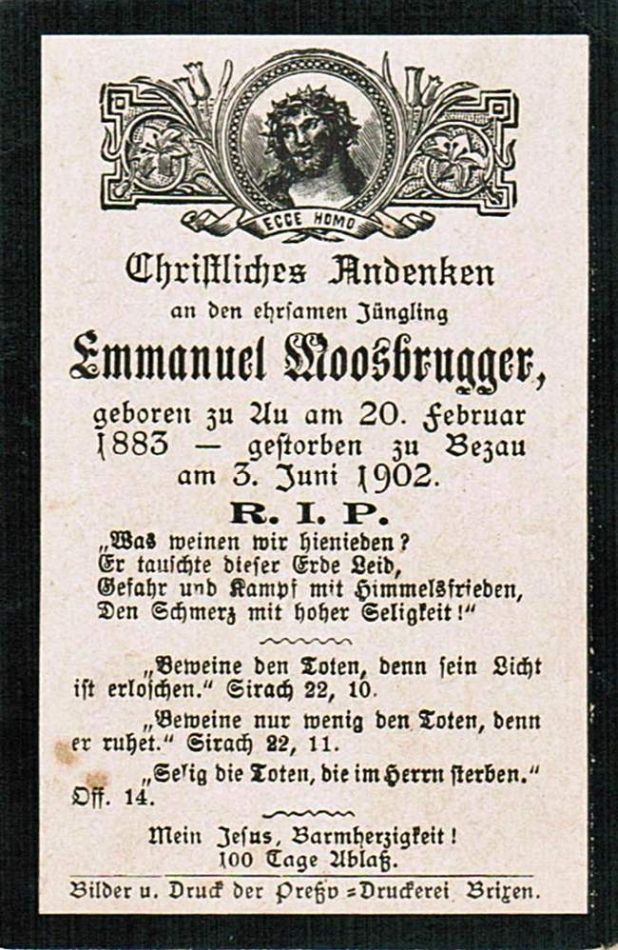 ECCE HOMO
Christliches Andenken
an den ehrsamen Jüngling
Emmanuel Moosbrugger,
geboren zu Au am 20. Februar
1883 — gestorben zu Bezau
am 3. Juni 1902.
R. I. P.
„Was weinen wir hienieden?
Er tauschte dieser Erde Leid,
Gefahr und Kampf mit Himmelsfrieden,
Den Schmerz mit hoher Seligkeit!“
„Beweine den Toten, denn sein Licht
ist erloschen.“ Sirach 22, 10.
„Beweine nur wenig den Toten, denn
er ruhet.“ Sirach 22, 11.
„Selig die Toten, die im Herrn sterben.“
Off. 14.
Mein Jesus, Barmherzigkeit!
100 Tage Ablaß.
Bilder u. Druck der Preßv=Druckerei Brixen.